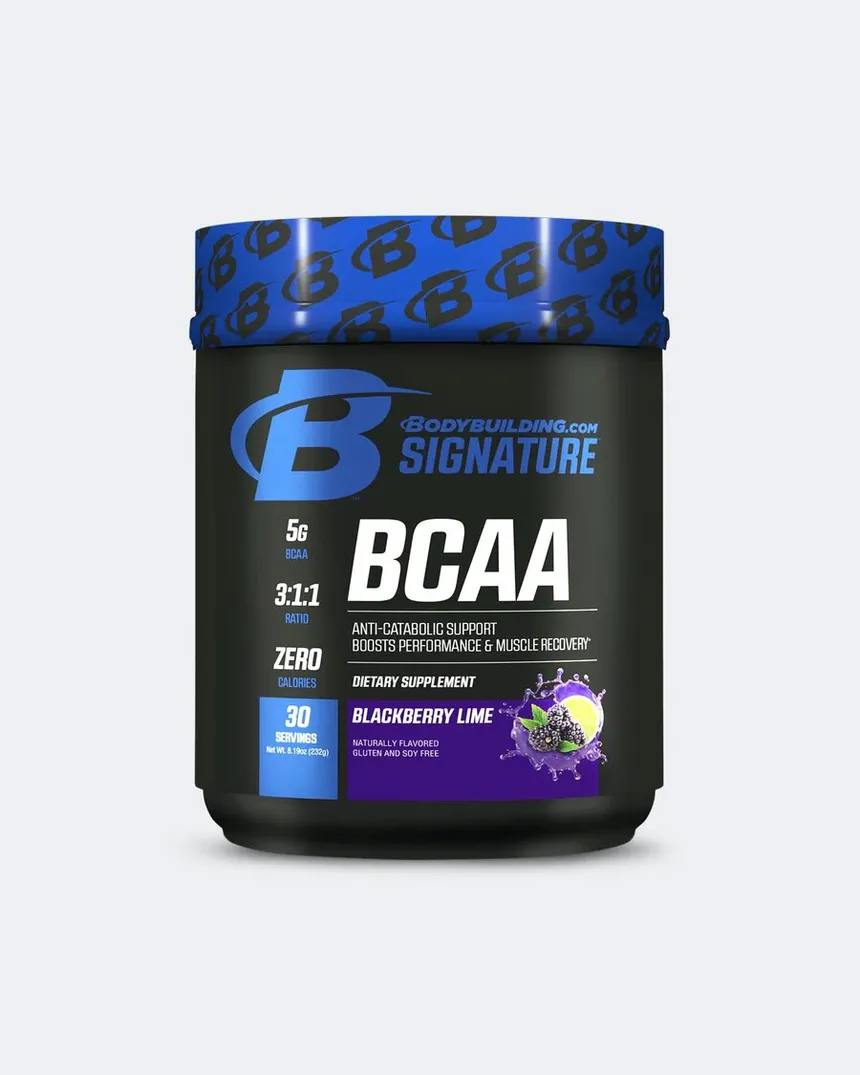 B
BODYBUILDING.COM
SIGNATURE
5G
BCAA
3:1:1
RATIO
ZERO
CALORIES
30
SERVINGS
Net Wt. 8.19oz (232g)
BCAA
ANTI-CATABOLIC SUPPORT
BOOSTS PERFORMANCE & MUSCLE RECOVERY*
DIETARY SUPPLEMENT
BLACKBERRY LIME
NATURALLY FLAVORED
GLUTEN AND SOY FREE